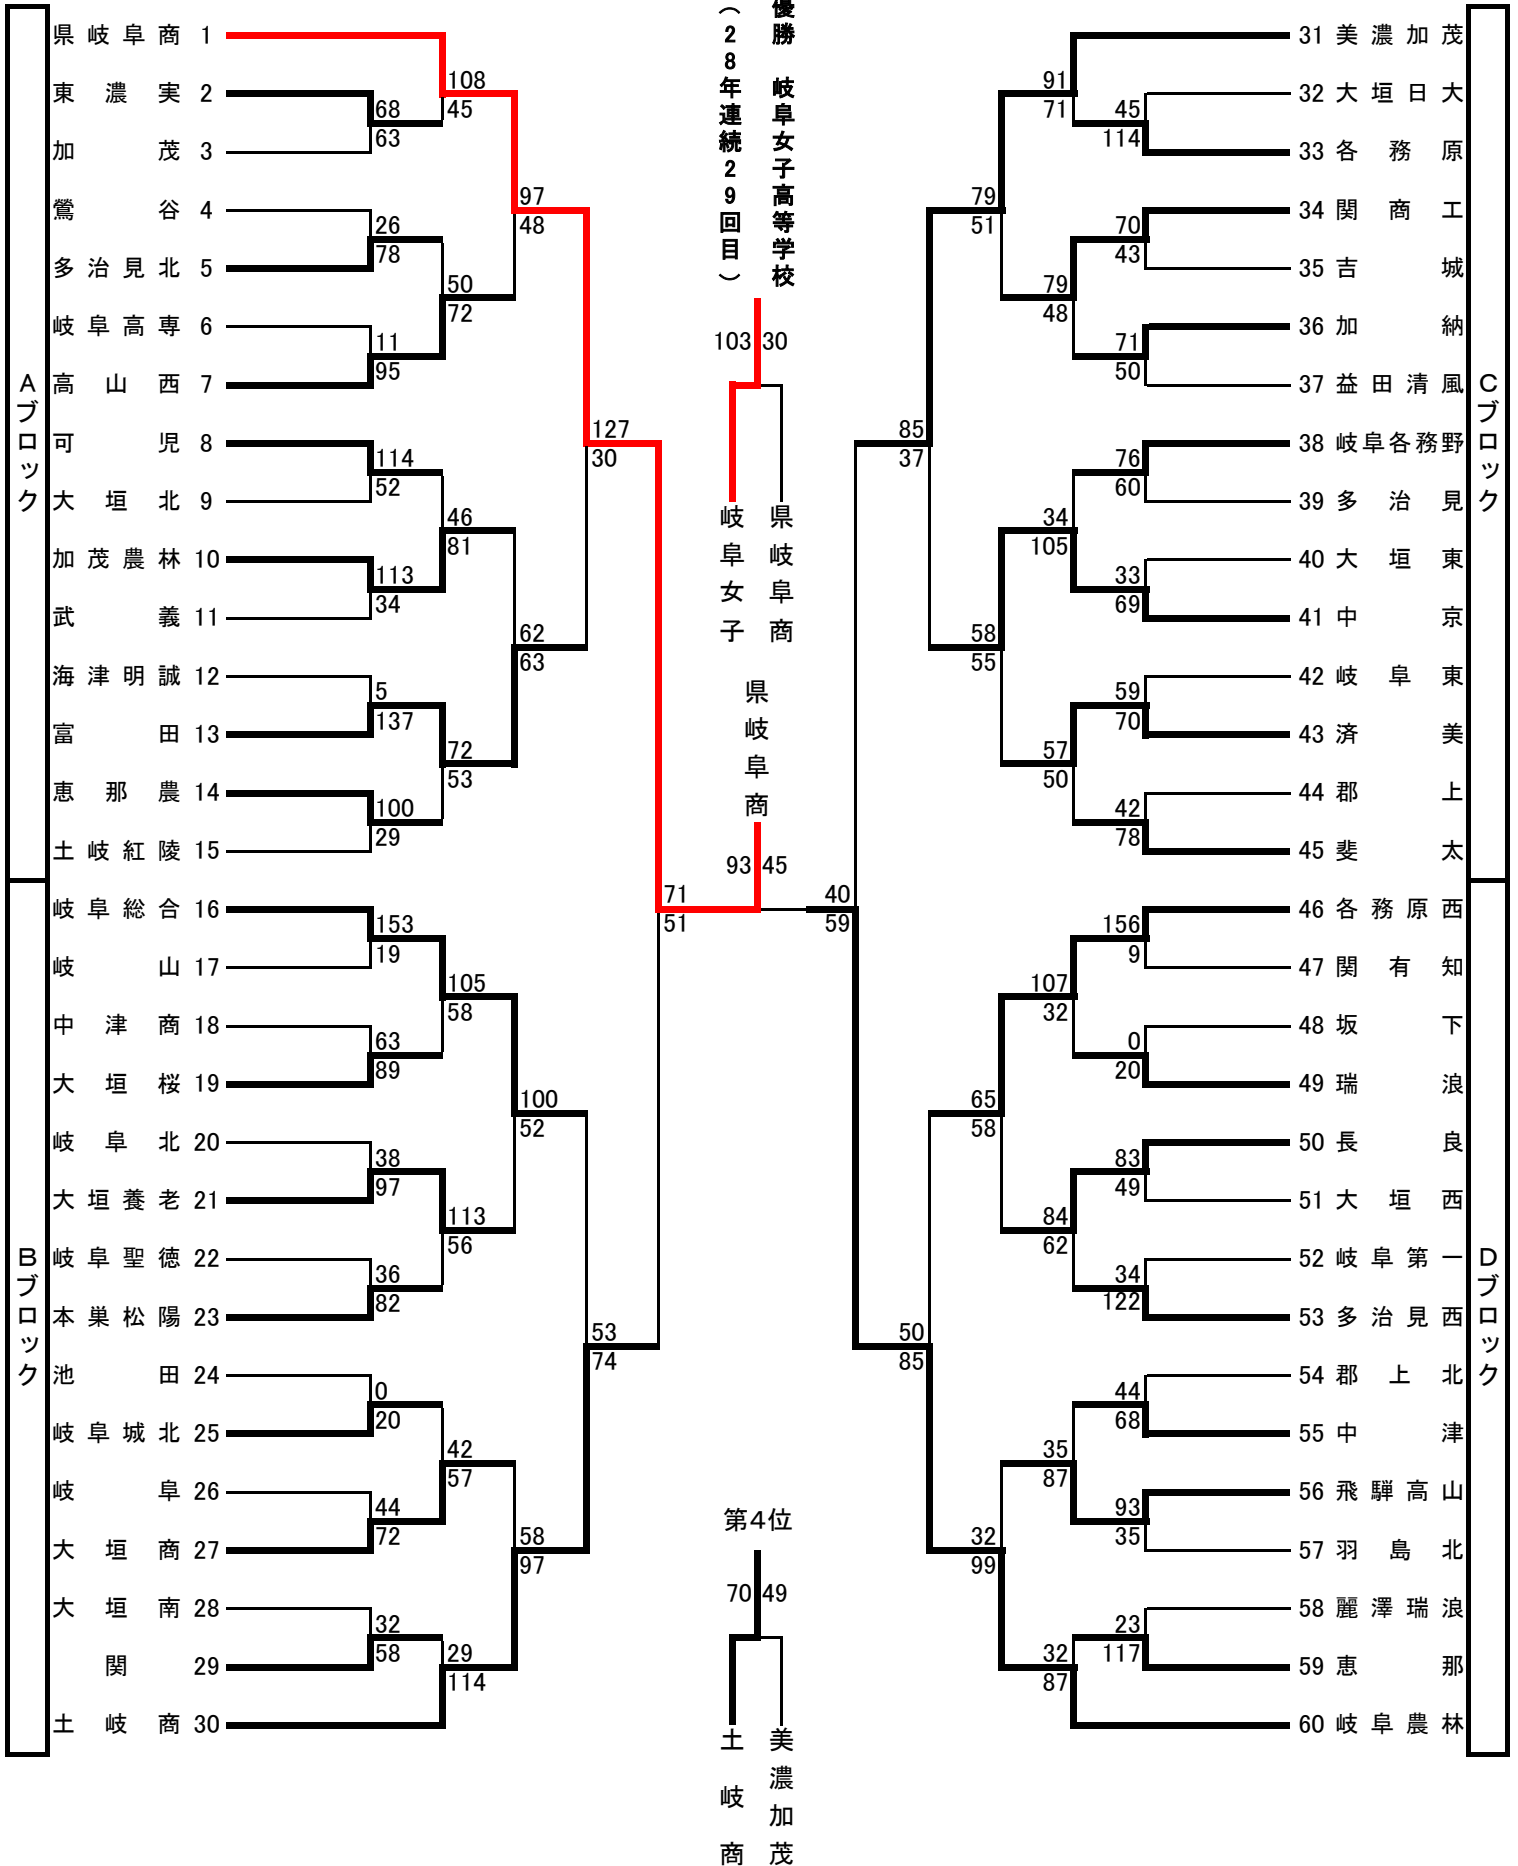 優勝 岐阜女子高等学校
（28年連続29回目）
103 30
岐阜女子
県岐阜商
県岐阜商
93 45
Aブロック
県岐阜商 1
東濃実 2
加茂 3
鶯谷 4
多治見北 5
岐阜高専 6
高山西 7
可児 8
大垣北 9
加茂農林 10
武義 11
海津明誠 12
富田 13
恵那農 14
土岐紅陵 15
68
63
26
78
11
95
114
52
113
34
5
137
100
29
108
45
50
72
46
81
72
53
97
48
62
63
127
30
71
51
Bブロック
岐阜総合 16
岐山 17
中津商 18
大垣桜 19
岐阜北 20
大垣養老 21
岐阜聖徳 22
本巣松陽 23
池田 24
岐阜城北 25
岐阜 26
大垣商 27
大垣南 28
関 29
土岐商 30
153
19
63
89
38
97
36
82
0
20
44
72
32
58
105
58
113
56
42
57
29
114
100
52
58
97
53
74
Cブロック
31 美濃加茂
32 大垣日大
33 各務原
34 関商工
35 吉城
36 加納
37 益田清風
38 岐阜各務野
39 多治見
40 大垣東
41 中京
42 岐阜東
43 済美
44 郡上
45 斐太
45
114
70
43
71
50
76
60
33
69
59
70
42
78
91
71
79
48
34
105
57
50
79
51
58
55
85
37
40
59
Dブロック
46 各務原西
47 関有知
48 坂下
49 瑞浪
50 長良
51 大垣西
52 岐阜第一
53 多治見西
54 郡上北
55 中津
56 飛騨高山
57 羽島北
58 麗澤瑞浪
59 恵那
60 岐阜農林
156
9
0
20
83
49
34
122
44
68
93
35
23
117
107
32
84
62
35
87
32
87
65
58
32
99
50
85
第4位
70 49
土岐商
美濃加茂